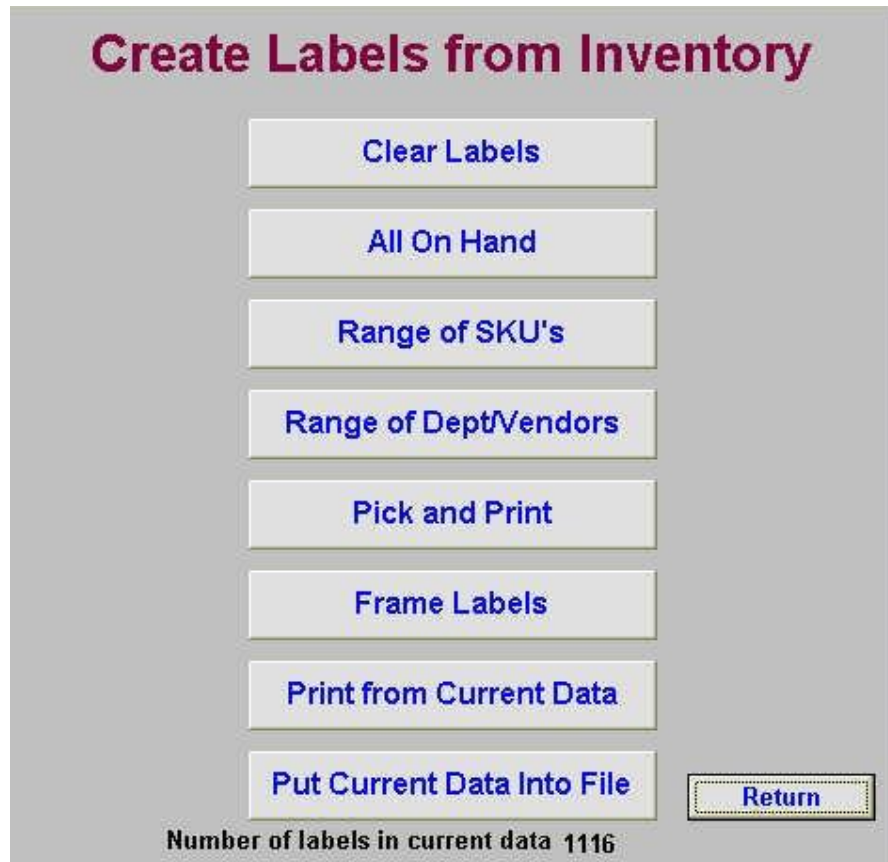 Create Labels from Inventory
Clear Labels
All On Hand
Range of SKU's
Range of Dept/Vendors
Pick and Print
Frame Labels
Print from Current Data
Put Current Data Into File
Return
Number of labels in current data 1116